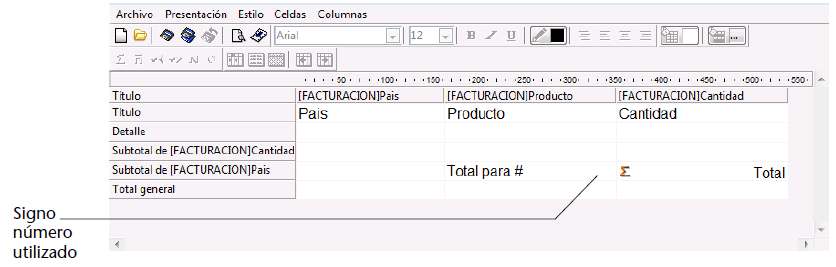 Archivo Presentación Estilo Celdas Columnas
Arial 12 B Z U
50 100 150 200 250 300 350 400 450 500 550
Título [FACTURACION]Pais [FACTURACION]Producto [FACTURACION]Cantidad
Título Pais Producto Cantidad
Detalle
Subtotal de [FACTURACION]Cantidad
Subtotal de [FACTURACION]Pais Total para # Σ Total
Total general
Signo
número
utilizado